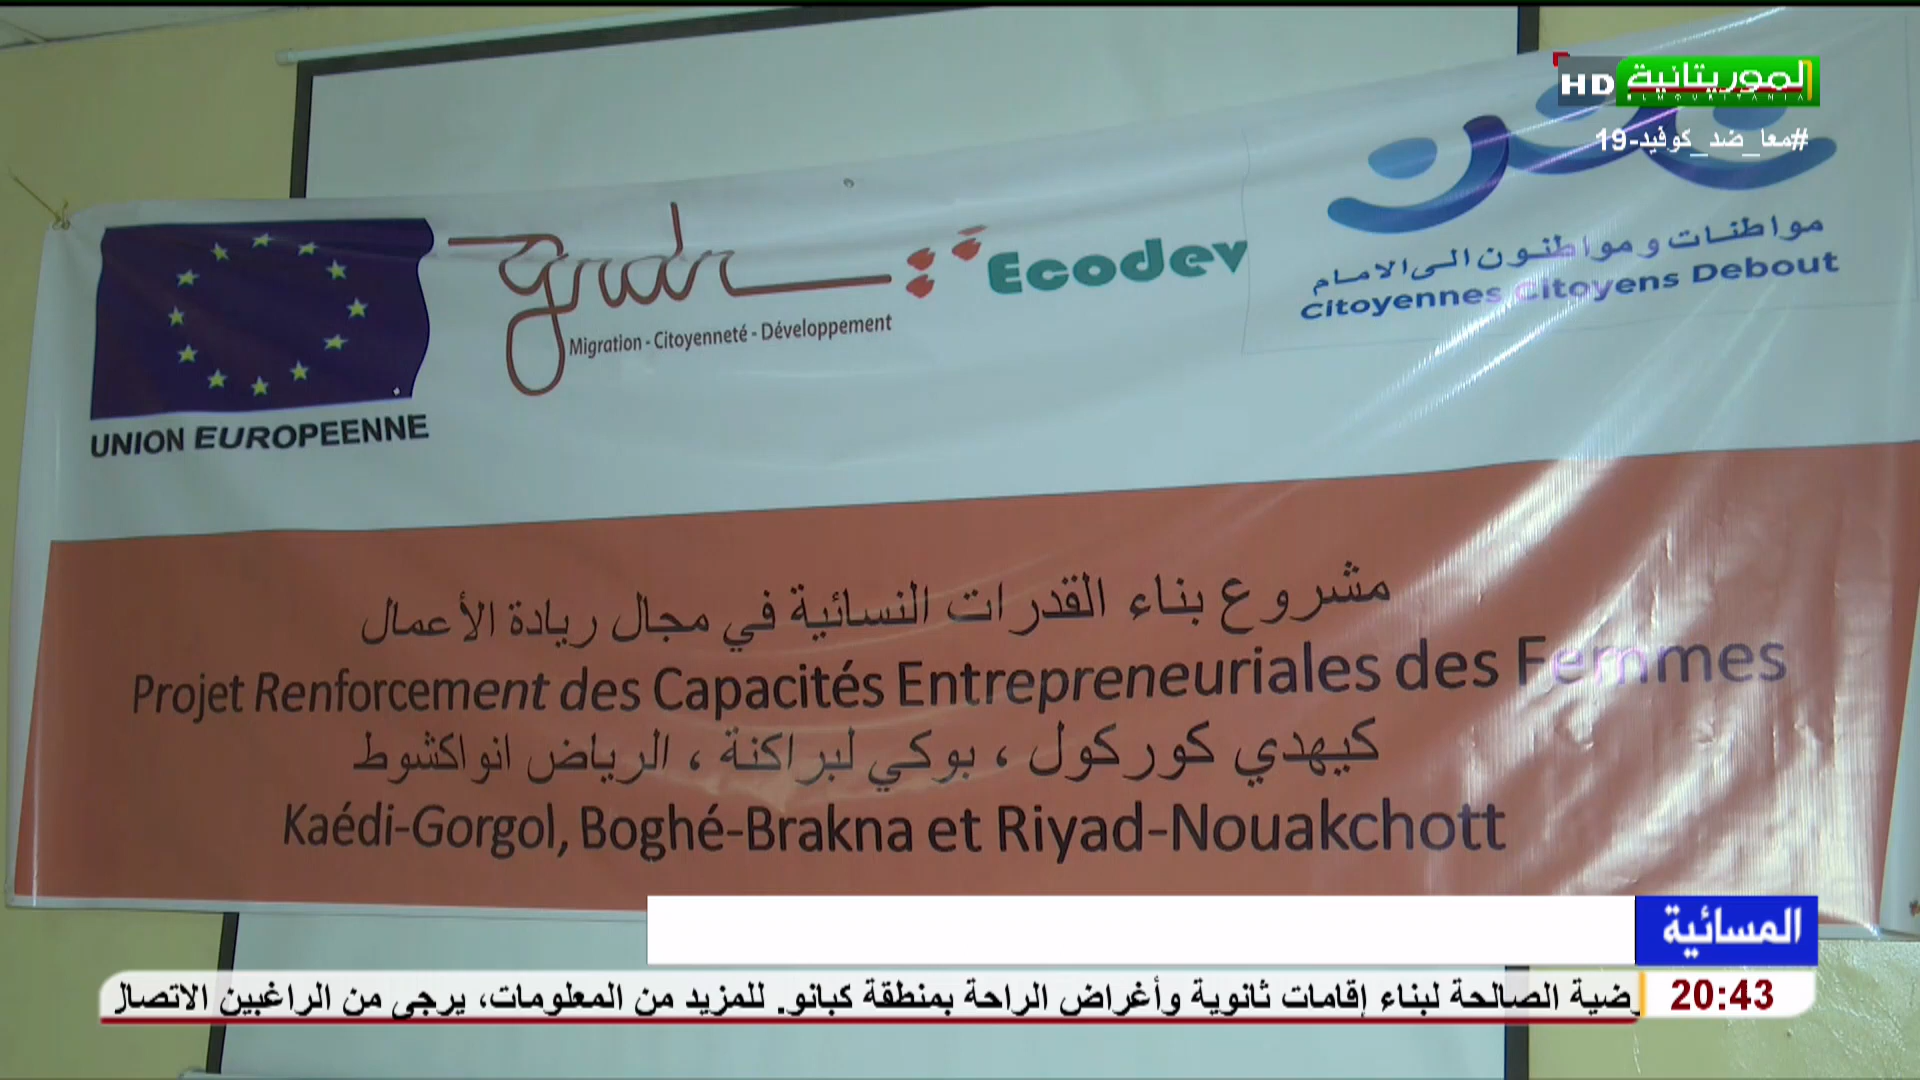 HD الموريتانية
ELMOURITANIA
#معا_ضد_كوفيد-19
UNION EUROPEENNE
grdr
Migration - Citoyenneté - Développement
Ecodev
مواطنات ومواطنون الى الامام
Citoyennes Citoyens Debout
مشروع بناء القدرات النسائية في مجال ريادة الأعمال
Projet Renforcement des Capacités Entrepreneuriales des Femmes
كيهدي كوركول ، بوكي لبراكنة ، الرياض انواكشوط
Kaédi-Gorgol, Boghé-Brakna et Riyad-Nouakchott
المسائية
الصالحة لبناء إقامات ثانوية وأغراض الراحة بمنطقة كبانو. للمزيد من المعلومات، يرجى من الراغبين الاتصال
20:43